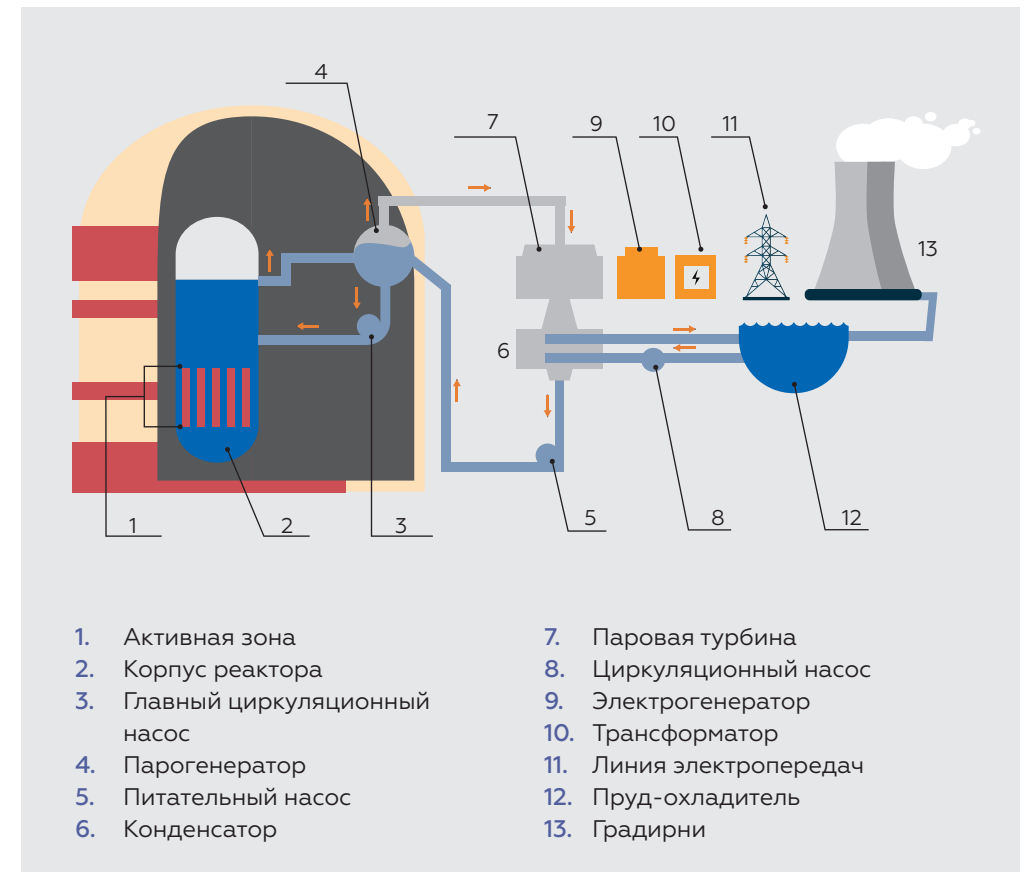 4
7
9
10
11
13
6
1
2
3
5
8
12
1. Активная зона
2. Корпус реактора
3. Главный циркуляционный
насос
4. Парогенератор
5. Питательный насос
6. Конденсатор
7. Паровая турбина
8. Циркуляционный насос
9. Электрогенератор
10. Трансформатор
11. Линия электропередач
12. Пруд-охладитель
13. Градирни